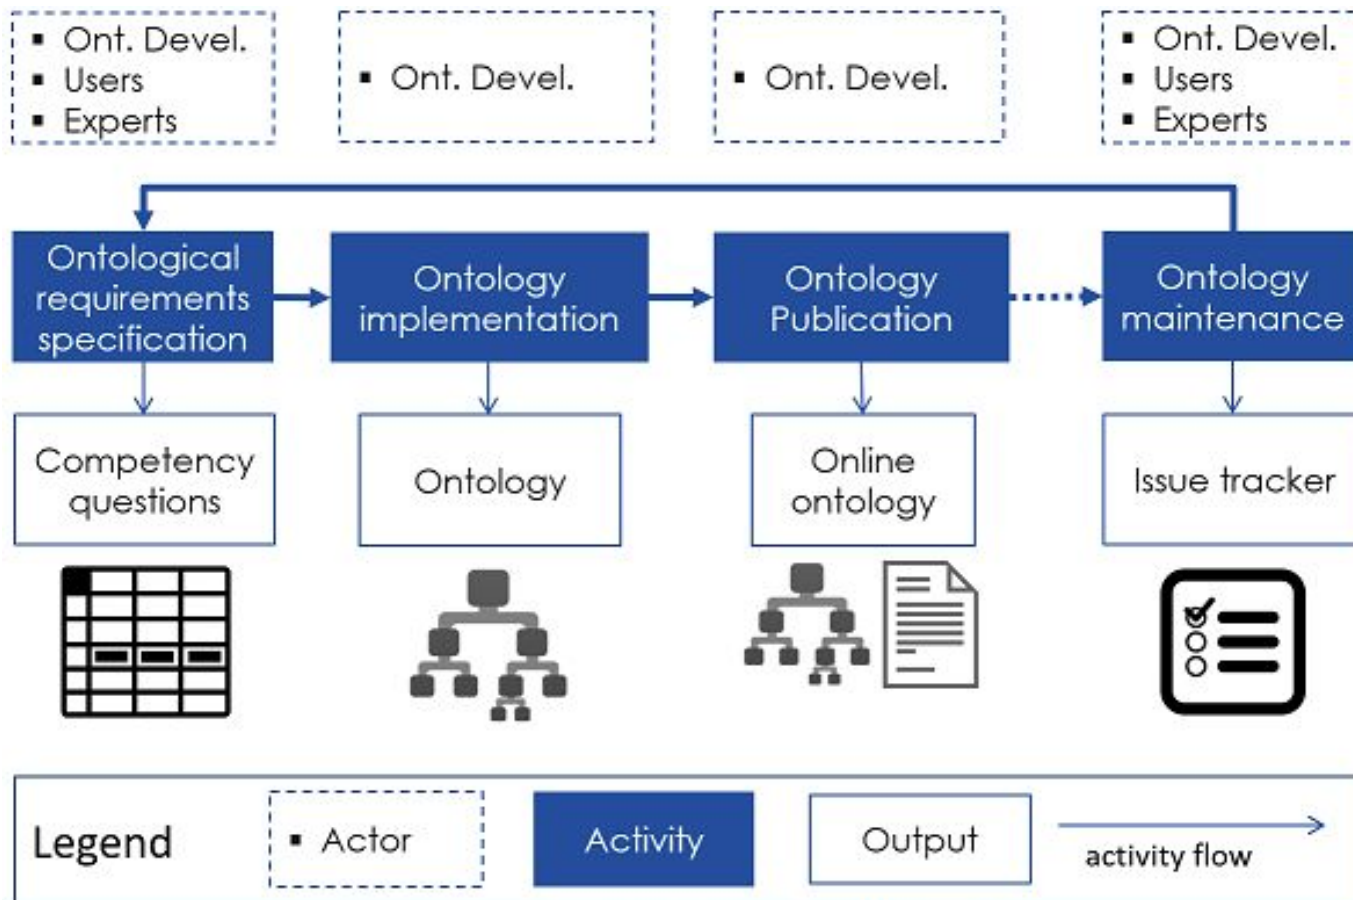 ▪ Ont. Devel.
▪ Users
▪ Experts
▪ Ont. Devel.
▪ Ont. Devel.
▪ Ont. Devel.
▪ Users
▪ Experts
Ontological
requirements
specification
Ontology
implementation
Ontology
Publication
Ontology
maintenance
Competency
questions
Ontology
Online
ontology
Issue tracker
Legend
▪ Actor
Activity
Output
activity flow